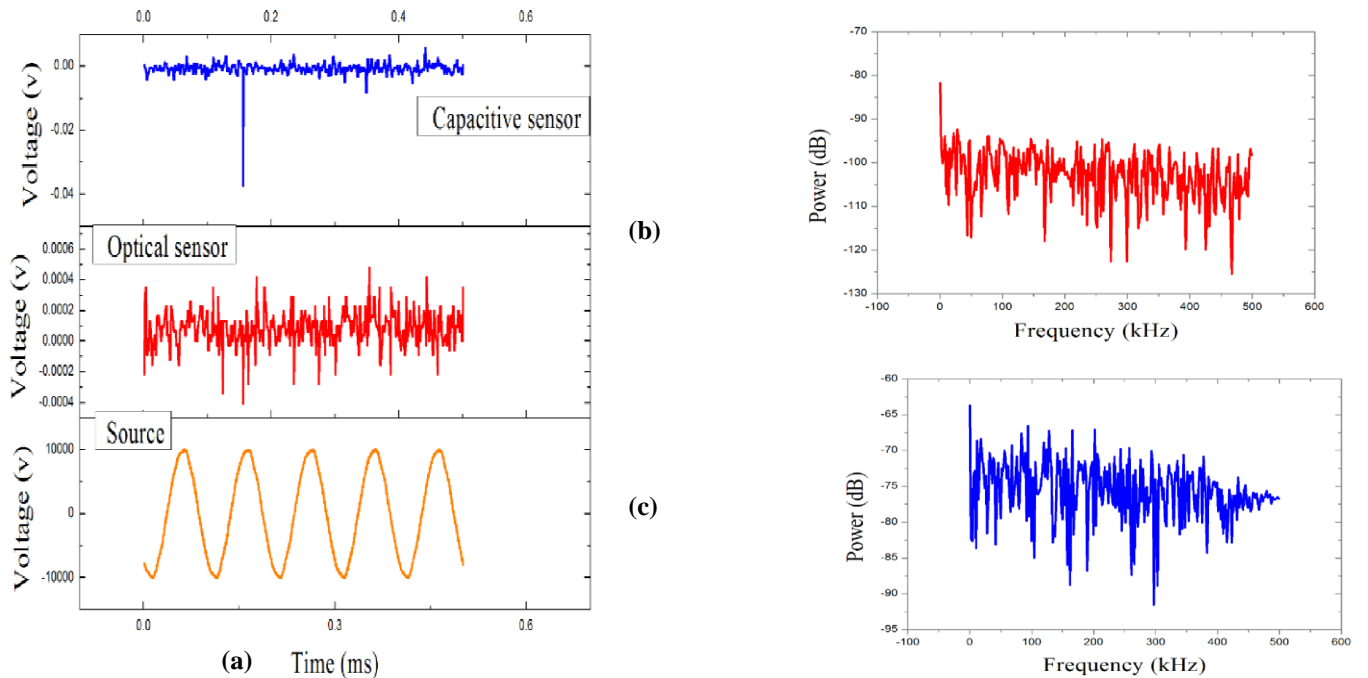 0.0 0.2 0.4 0.6
0.00
-0.02
-0.04
Voltage (v)
Capacitive sensor
Optical sensor
0.0006
0.0004
0.0002
0.0000
-0.0002
-0.0004
Voltage (v)
Source
10000
0
-10000
Voltage (v)
0.0 0.2 0.4 0.6
(a) Time (ms)
(b)
-70
-80
-90
-100
-110
-120
-130
Power (dB)
-100 0 100 200 300 400 500 600
Frequency (kHz)
(c)
-60
-65
-70
-75
-80
-85
-90
-95
Power (dB)
-100 0 100 200 300 400 500 600
Frequency (kHz)